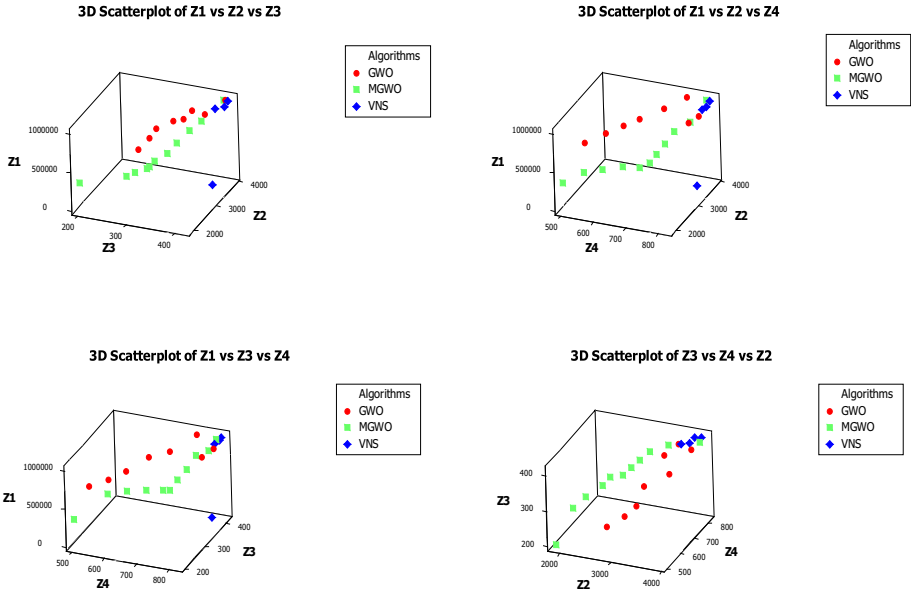 3D Scatterplot of Z1 vs Z2 vs Z3
Algorithms
GWO
MGWO
VNS
1000000
Z1
500000
0
200
300
Z3
400
2000
3000
4000
Z2
3D Scatterplot of Z1 vs Z2 vs Z4
Algorithms
GWO
MGWO
VNS
1000000
Z1
500000
0
500
600
Z4
700
800
2000
3000
4000
Z2
3D Scatterplot of Z1 vs Z3 vs Z4
Algorithms
GWO
MGWO
VNS
1000000
Z1
500000
0
500
600
Z4
700
800
200
300
400
Z3
3D Scatterplot of Z3 vs Z4 vs Z2
Algorithms
GWO
MGWO
VNS
400
Z3
300
200
2000
Z2
3000
4000
500
600
700
800
Z4